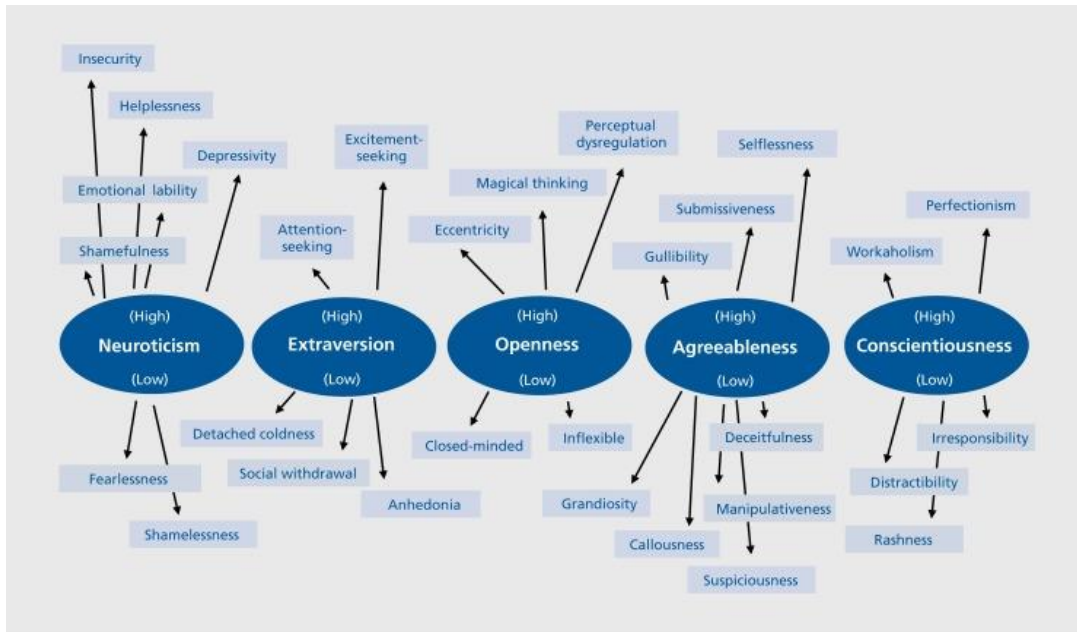 Insecurity
Helplessness
Depressivity
Emotional lability
Shamefulness
Excitement-
seeking
Attention-
seeking
Perceptual
dysregulation
Magical thinking
Eccentricity
Selflessness
Submissiveness
Gullibility
Perfectionism
Workaholism
(High)
Neuroticism
(Low)
(High)
Extraversion
(Low)
(High)
Openness
(Low)
(High)
Agreeableness
(Low)
(High)
Conscientiousness
(Low)
Fearlessness
Shamelessness
Detached coldness
Social withdrawal
Anhedonia
Closed-minded
Inflexible
Deceitfulness
Grandiosity
Manipulativeness
Callousness
Suspiciousness
Irresponsibility
Distractibility
Rashness